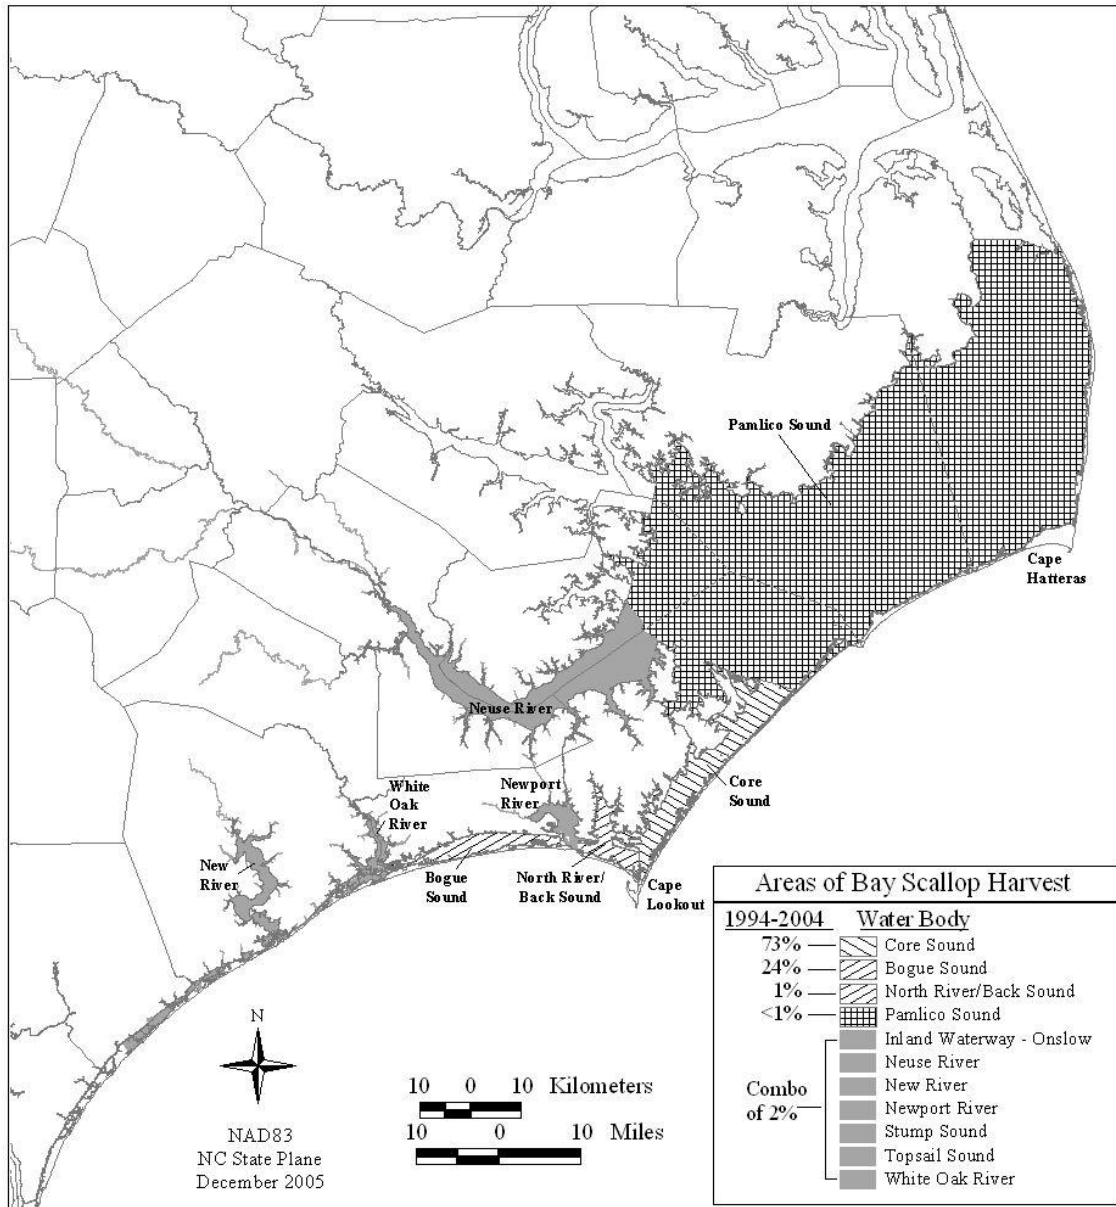 Pamlico Sound
Cape
Hatteras
Neuse River
Core
Sound
White
Oak
River
Newport
River
New
River
Bogue
Sound
North River/
Back Sound
Cape
Lookout
Areas of Bay Scallop Harvest
1994-2004 Water Body
73% Core Sound
24% Bogue Sound
1% North River/Back Sound
<1% Pamlico Sound
Inland Waterway - Onslow
Neuse River
New River
Combo
of 2%
Newport River
Stump Sound
Topsail Sound
White Oak River
N
NAD83
NC State Plane
December 2005
10 0 10 Kilometers
10 0 10 Miles